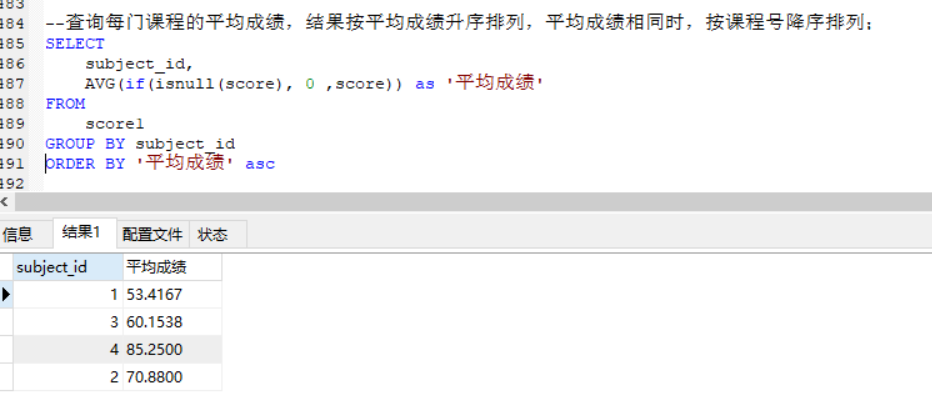 483
484 --查询每门课程的平均成绩，结果按平均成绩升序排列，平均成绩相同时，按课程号降序排列；
485 SELECT
486 subject_id,
487 AVG(if(isnull(score), 0 ,score)) as '平均成绩'
488 FROM
489 score1
490 GROUP BY subject_id
491 ORDER BY '平均成绩' asc
492
信息 结果1 配置文件 状态
subject_id 平均成绩
1 53.4167
3 60.1538
4 85.2500
2 70.8800